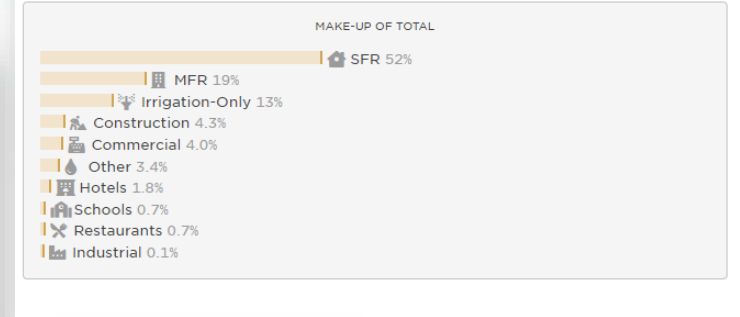 MAKE-UP OF TOTAL
SFR 52%
MFR 19%
Irrigation-Only 13%
Construction 4.3%
Commercial 4.0%
Other 3.4%
Hotels 1.8%
Schools 0.7%
Restaurants 0.7%
Industrial 0.1%